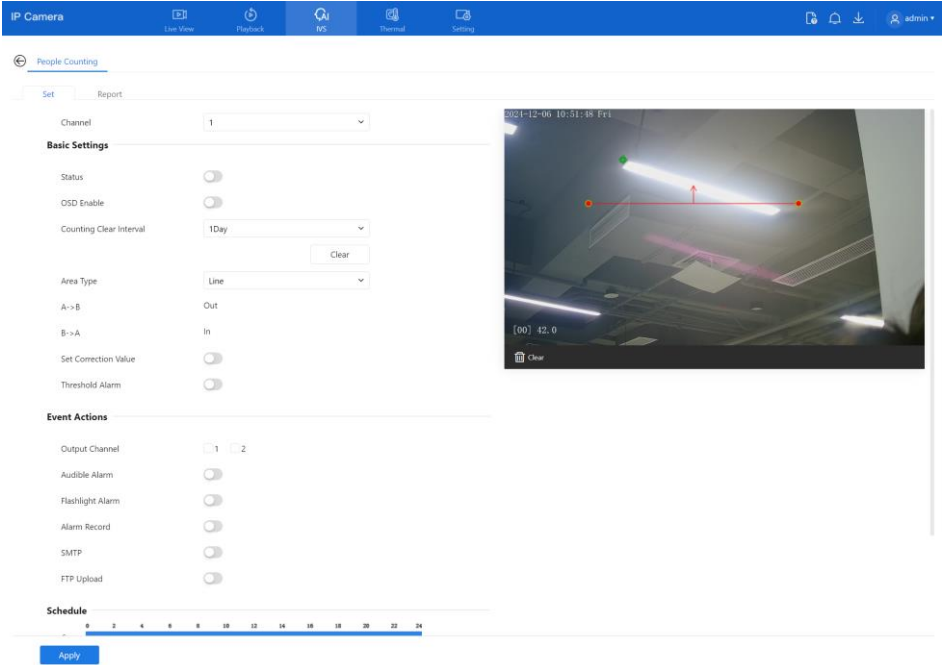 IP Camera
Live View
Playback
AI
IVS
Thermal
Setting
admin
People Counting
Set Report
Channel 1
Basic Settings
Status
OSD Enable
Counting Clear Interval 1Day
Clear
Area Type Line
A->B Out
B->A In
Set Correction Value
Threshold Alarm
Event Actions
Output Channel 1 2
Audible Alarm
Flashlight Alarm
Alarm Record
SMTP
FTP Upload
Schedule
0 2 4 6 8 10 12 14 16 18 20 22 24
Apply
2024-12-06 10:51:48 Fri
[00] 42.0
Clear